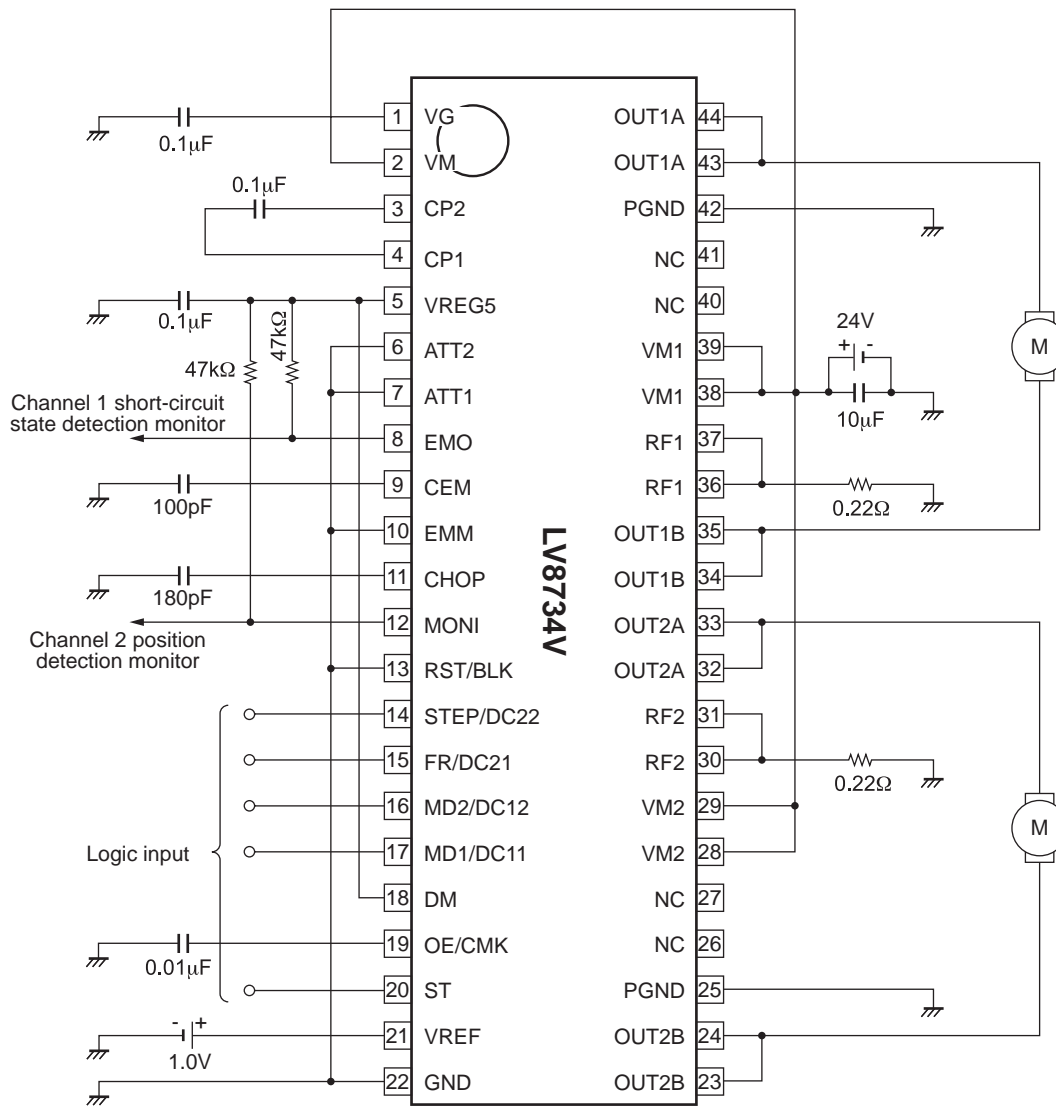 1 VG OUT1A 44
0.1µF
2 VM OUT1A 43
0.1µF
3 CP2 PGND 42
4 CP1 NC 41
5 VREG5 NC 40
0.1µF
47kΩ
47kΩ
24V
+ -
6 ATT2 VM1 39
7 ATT1 VM1 38
10µF
M
Channel 1 short-circuit
state detection monitor
8 EMO RF1 37
9 CEM RF1 36
100pF
0.22Ω
10 EMM OUT1B 35
11 CHOP OUT1B 34
180pF
LV8734V
12 MONI OUT2A 33
Channel 2 position
detection monitor
13 RST/BLK OUT2A 32
14 STEP/DC22 RF2 31
15 FR/DC21 RF2 30
0.22Ω
16 MD2/DC12 VM2 29
M
Logic input
17 MD1/DC11 VM2 28
18 DM NC 27
19 OE/CMK NC 26
0.01µF
20 ST PGND 25
- +
21 VREF OUT2B 24
1.0V
22 GND OUT2B 23